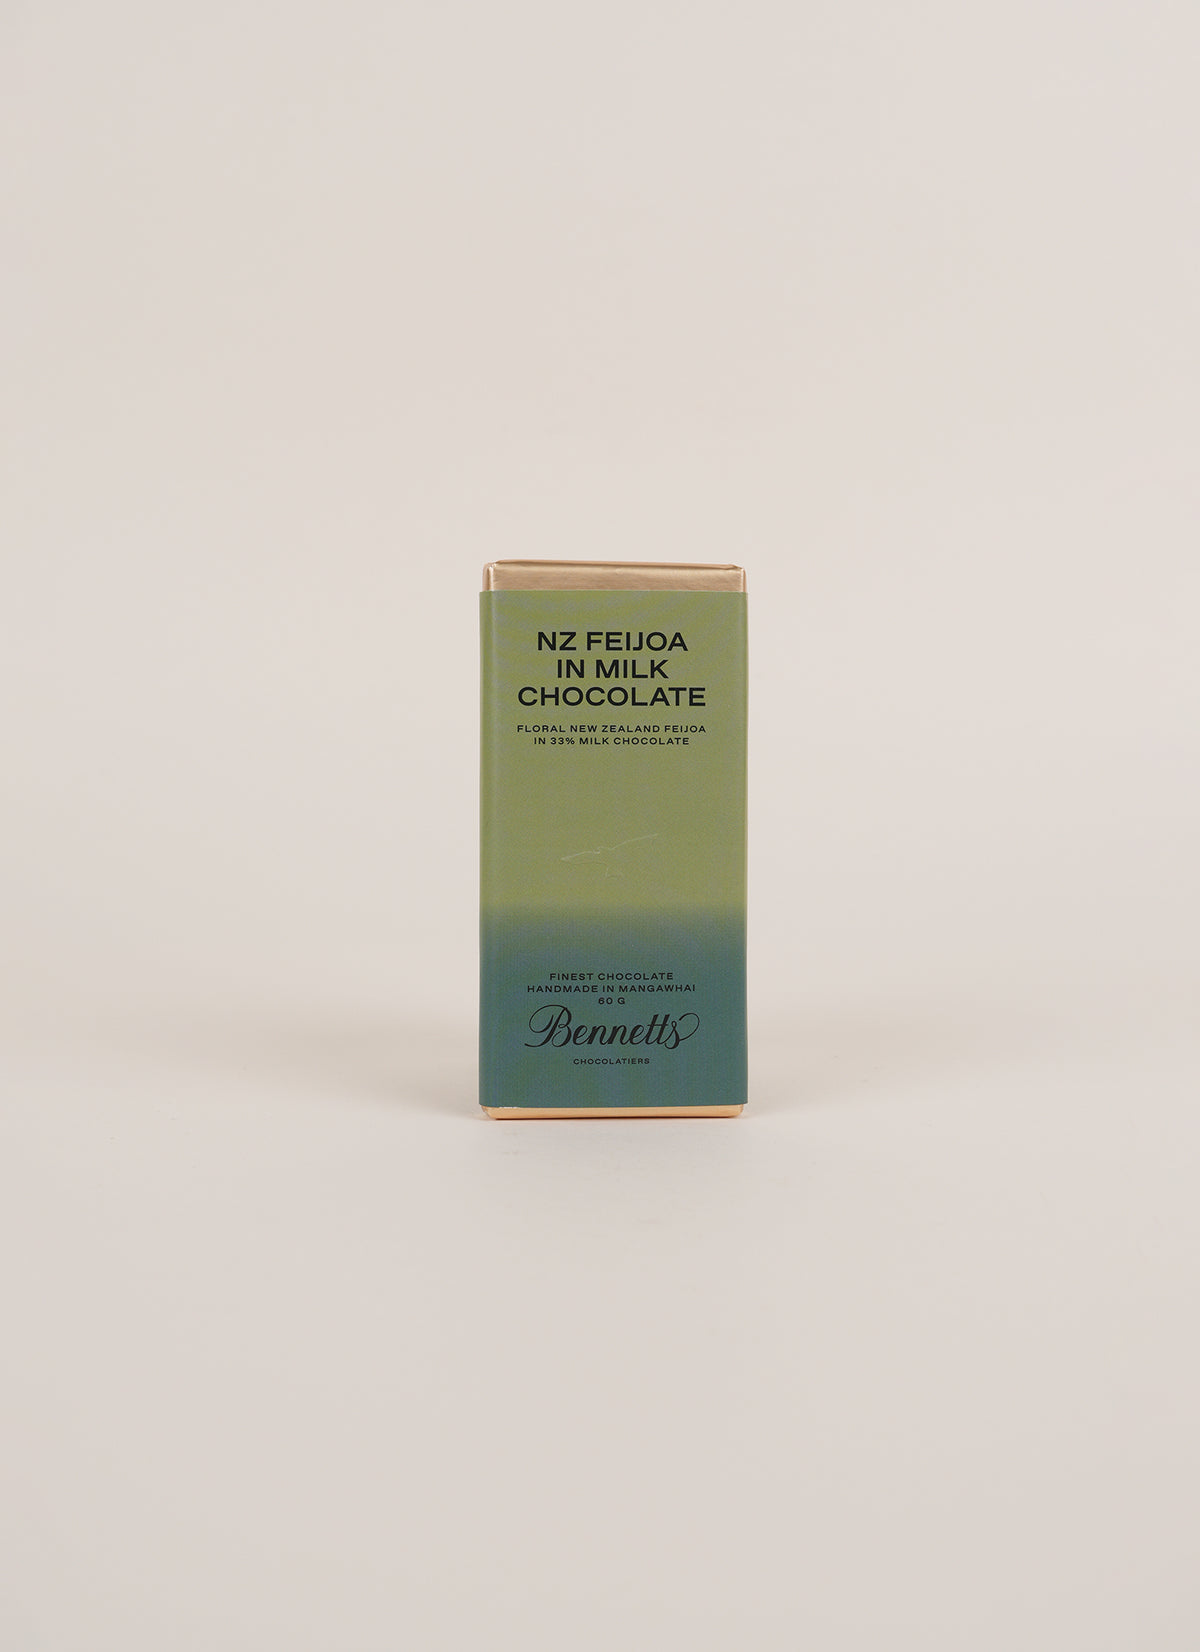 NZ FEIJOA
IN MILK
CHOCOLATE
FLORAL NEW ZEALAND FEIJOA
IN 33% MILK CHOCOLATE
FINEST CHOCOLATE
HANDMADE IN MANGAWHAI
60 G
Bennetts
CHOCOLATIERS